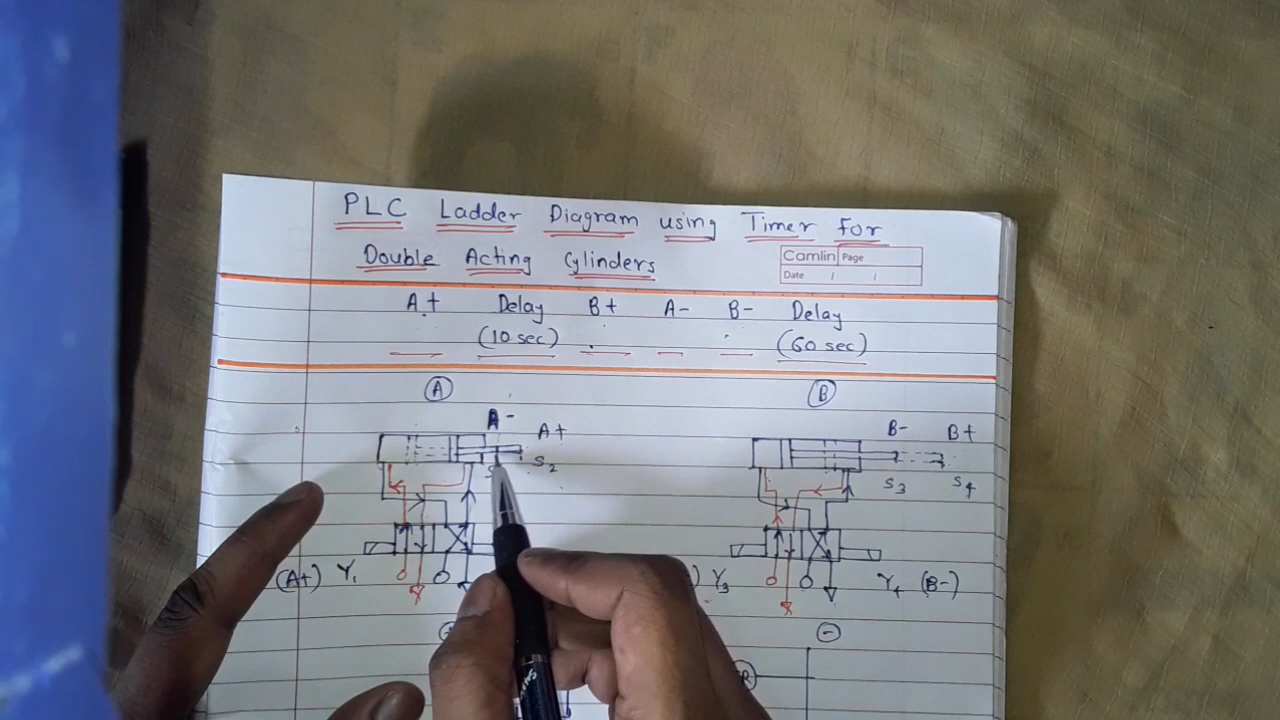 PLC Ladder Diagram using Timer For
Double Acting Cylinders
Camlin Page
Date / /
A+ Delay B+ A- B- Delay
(10 sec) (60 sec)
A B
A- A+ B- B+
S2 S3 S4
(A+) Y1 Y3 Y4 (B-)
R